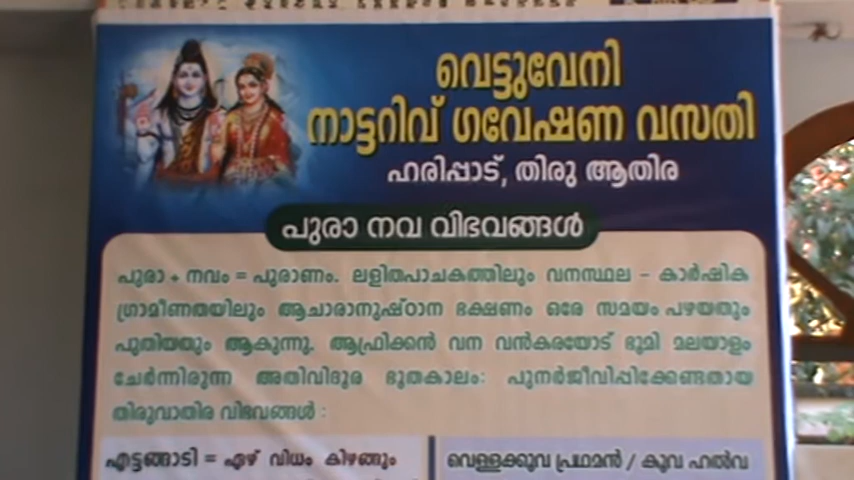 വെട്ടുവേനി
നാട്ടറിവ് ഗവേഷണ വസതി
ഹരിപ്പാട്, തിരു ആതിര
പുരാ നവ വിഭവങ്ങൾ
പുരാ + നവം = പുരാണം. ലളിതപാചകത്തിലും വനസ്ഥല – കാർഷിക
ഗ്രാമീണതയിലും ആചാരാനുഷ്ഠാന ഭക്ഷണം ഒരേ സമയം പഴയതും
പുതിയതും ആകുന്നു. ആഫ്രിക്കൻ വന വൻകരയോട് ഭൂമി മലയാളം
ചേർന്നിരുന്ന അതിവിദൂര ഭൂതകാലം: പുനർജീവിപ്പിക്കേണ്ടതായ
തിരുവാതിര വിഭവങ്ങൾ :
എട്ടങ്ങാടി = ഏഴ് വിധം കിഴങ്ങും
വെള്ളക്കൂവ പ്രഥമൻ / കൂവ ഹൽവ